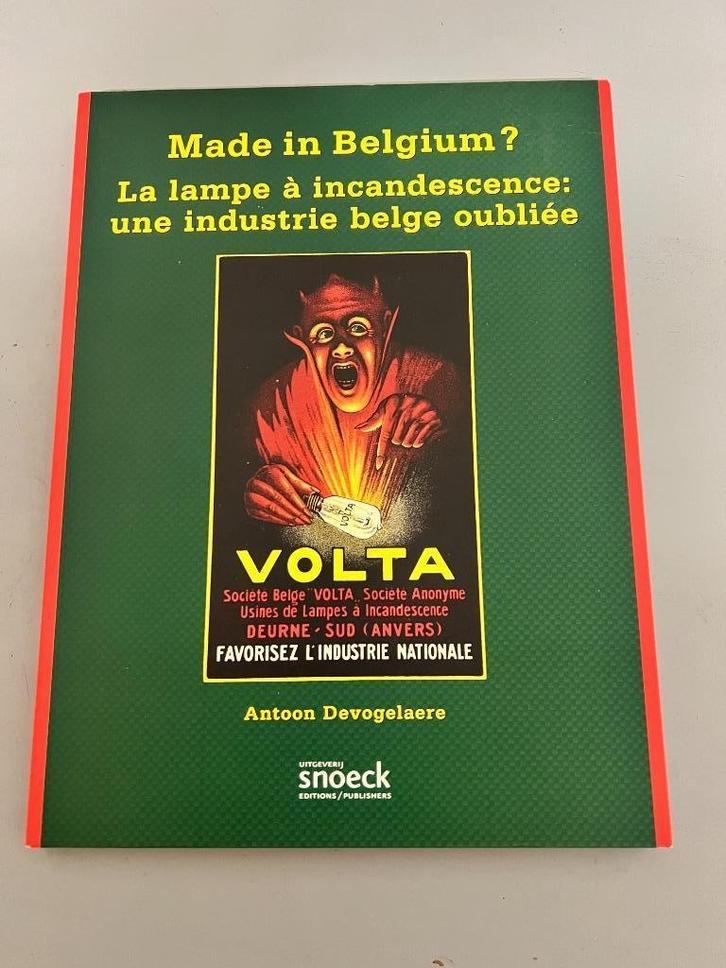 Made in Belgium?
La lampe à incandescence:
une industrie belge oubliée
VOLTA
VOLTA
Société Belge "VOLTA" Société Anonyme
Usines de Lampes à Incandescence
DEURNE - SUD (ANVERS)
FAVORISEZ L'INDUSTRIE NATIONALE
Antoon Devogelaere
UITGEVERIJ
snoeck
EDITIONS/PUBLISHERS